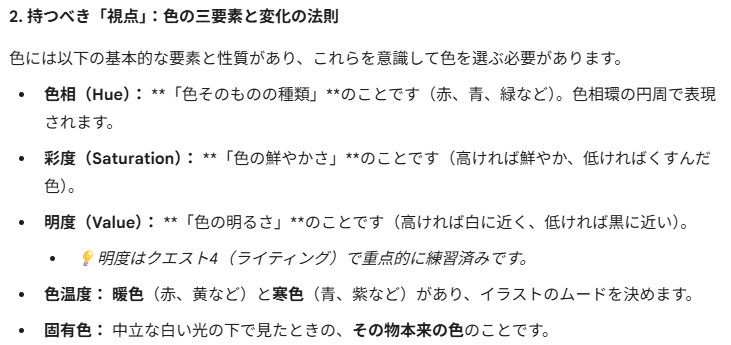 2. 持つべき「視点」：色の三要素と変化の法則
色には以下の基本的な要素と性質があり、これらを意識して色を選ぶ必要があります。
• 色相（Hue）： **「色そのものの種類」**のことです（赤、青、緑など）。色相環の円周で表現
されます。
• 彩度（Saturation）： **「色の鮮やかさ」**のことです（高ければ鮮やか、低ければくすんだ
色）。
• 明度（Value）： **「色の明るさ」**のことです（高ければ白に近く、低ければ黒に近い）。
• 💡 明度はクエスト4（ライティング）で重点的に練習済みです。
• 色温度： 暖色（赤、黄など）と寒色（青、紫など）があり、イラストのムードを決めます。
• 固有色： 中立な白い光の下で見たときの、その物本来の色のことです。